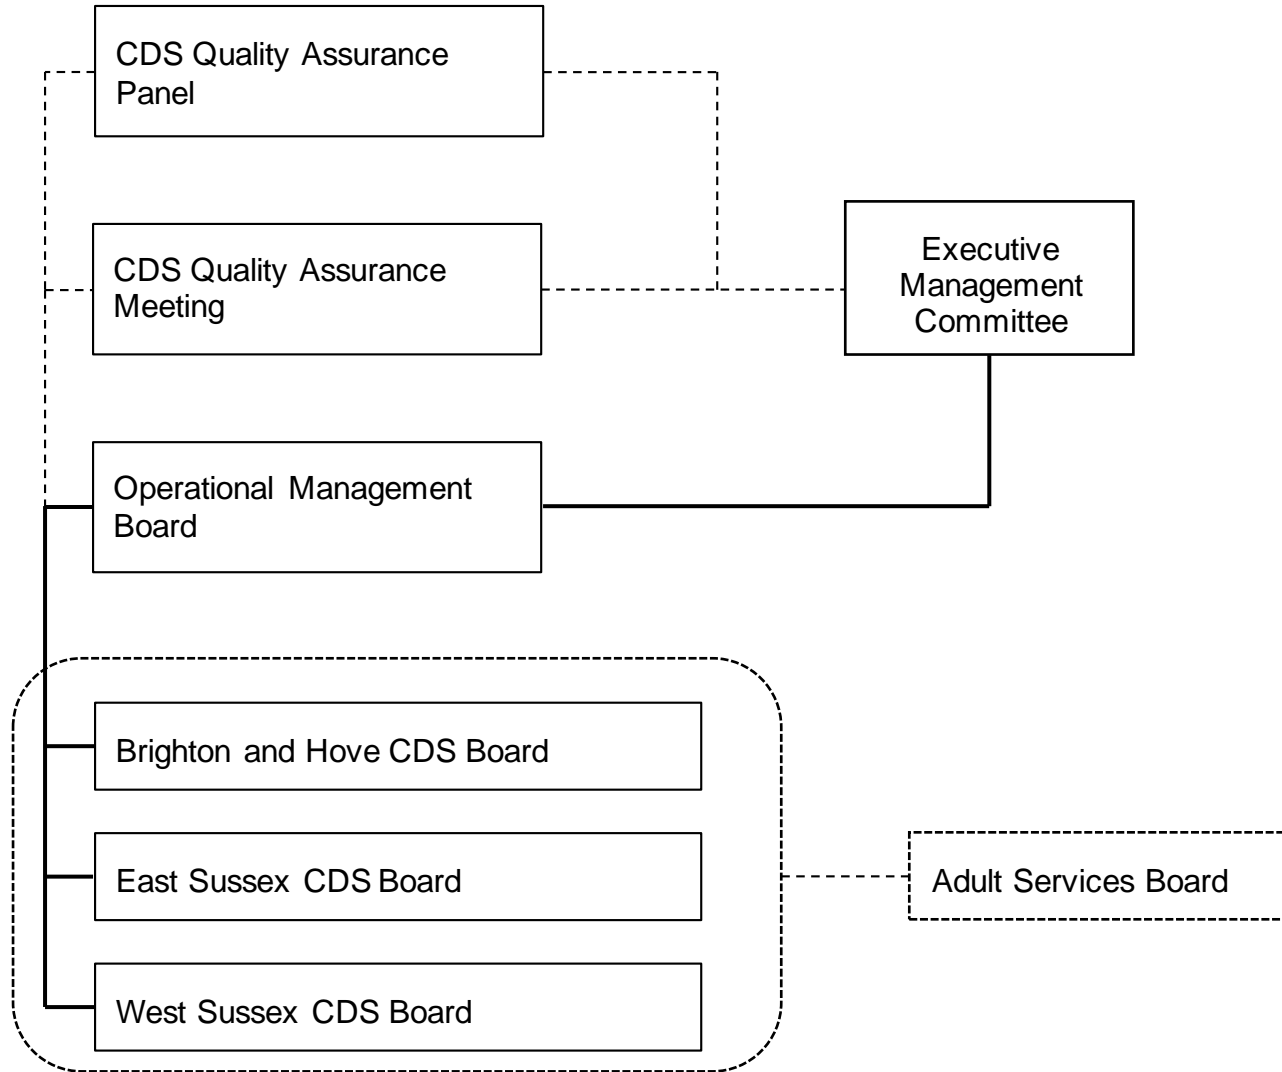 CDS Quality Assurance
Panel
CDS Quality Assurance
Meeting
Executive
Management
Committee
Operational Management
Board
Brighton and Hove CDS Board
East Sussex CDS Board
Adult Services Board
West Sussex CDS Board